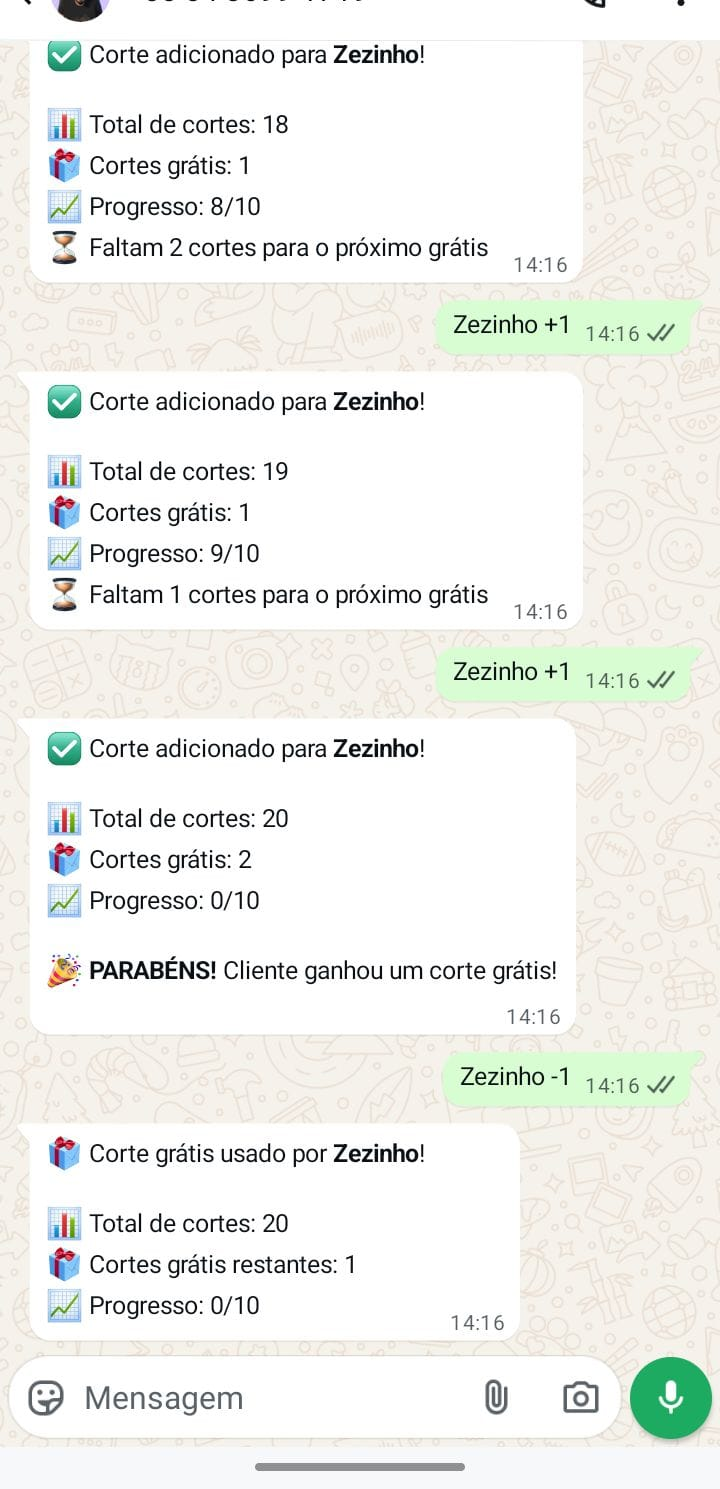 Corte adicionado para Zezinho!
Total de cortes: 18
Cortes grátis: 1
Progresso: 8/10
Faltam 2 cortes para o próximo grátis
14:16
Zezinho +1 14:16
Corte adicionado para Zezinho!
Total de cortes: 19
Cortes grátis: 1
Progresso: 9/10
Faltam 1 cortes para o próximo grátis
14:16
Zezinho +1 14:16
Corte adicionado para Zezinho!
Total de cortes: 20
Cortes grátis: 2
Progresso: 0/10
PARABÉNS! Cliente ganhou um corte grátis!
14:16
Zezinho -1 14:16
Corte grátis usado por Zezinho!
Total de cortes: 20
Cortes grátis restantes: 1
Progresso: 0/10
14:16
Mensagem